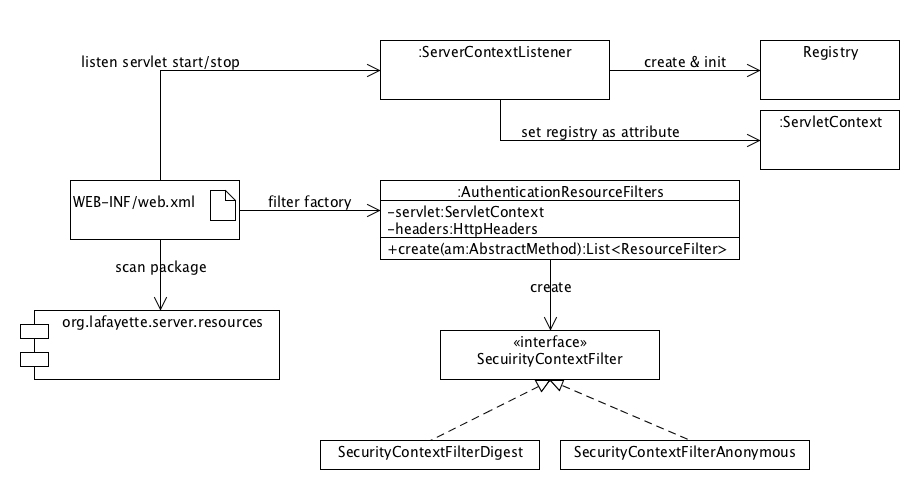 listen servlet start/stop
:ServerContextListener
create & init
Registry
set registry as attribute
:ServletContext
WEB-INF/web.xml
filter factory
:AuthenticationResourceFilters
-servlet:ServletContext
-headers:HttpHeaders
+create(am:AbstractMethod):List<ResourceFilter>
scan package
create
org.lafayette.server.resources
«interface»
SecuirityContextFilter
SecurityContextFilterDigest
SecurityContextFilterAnonymous